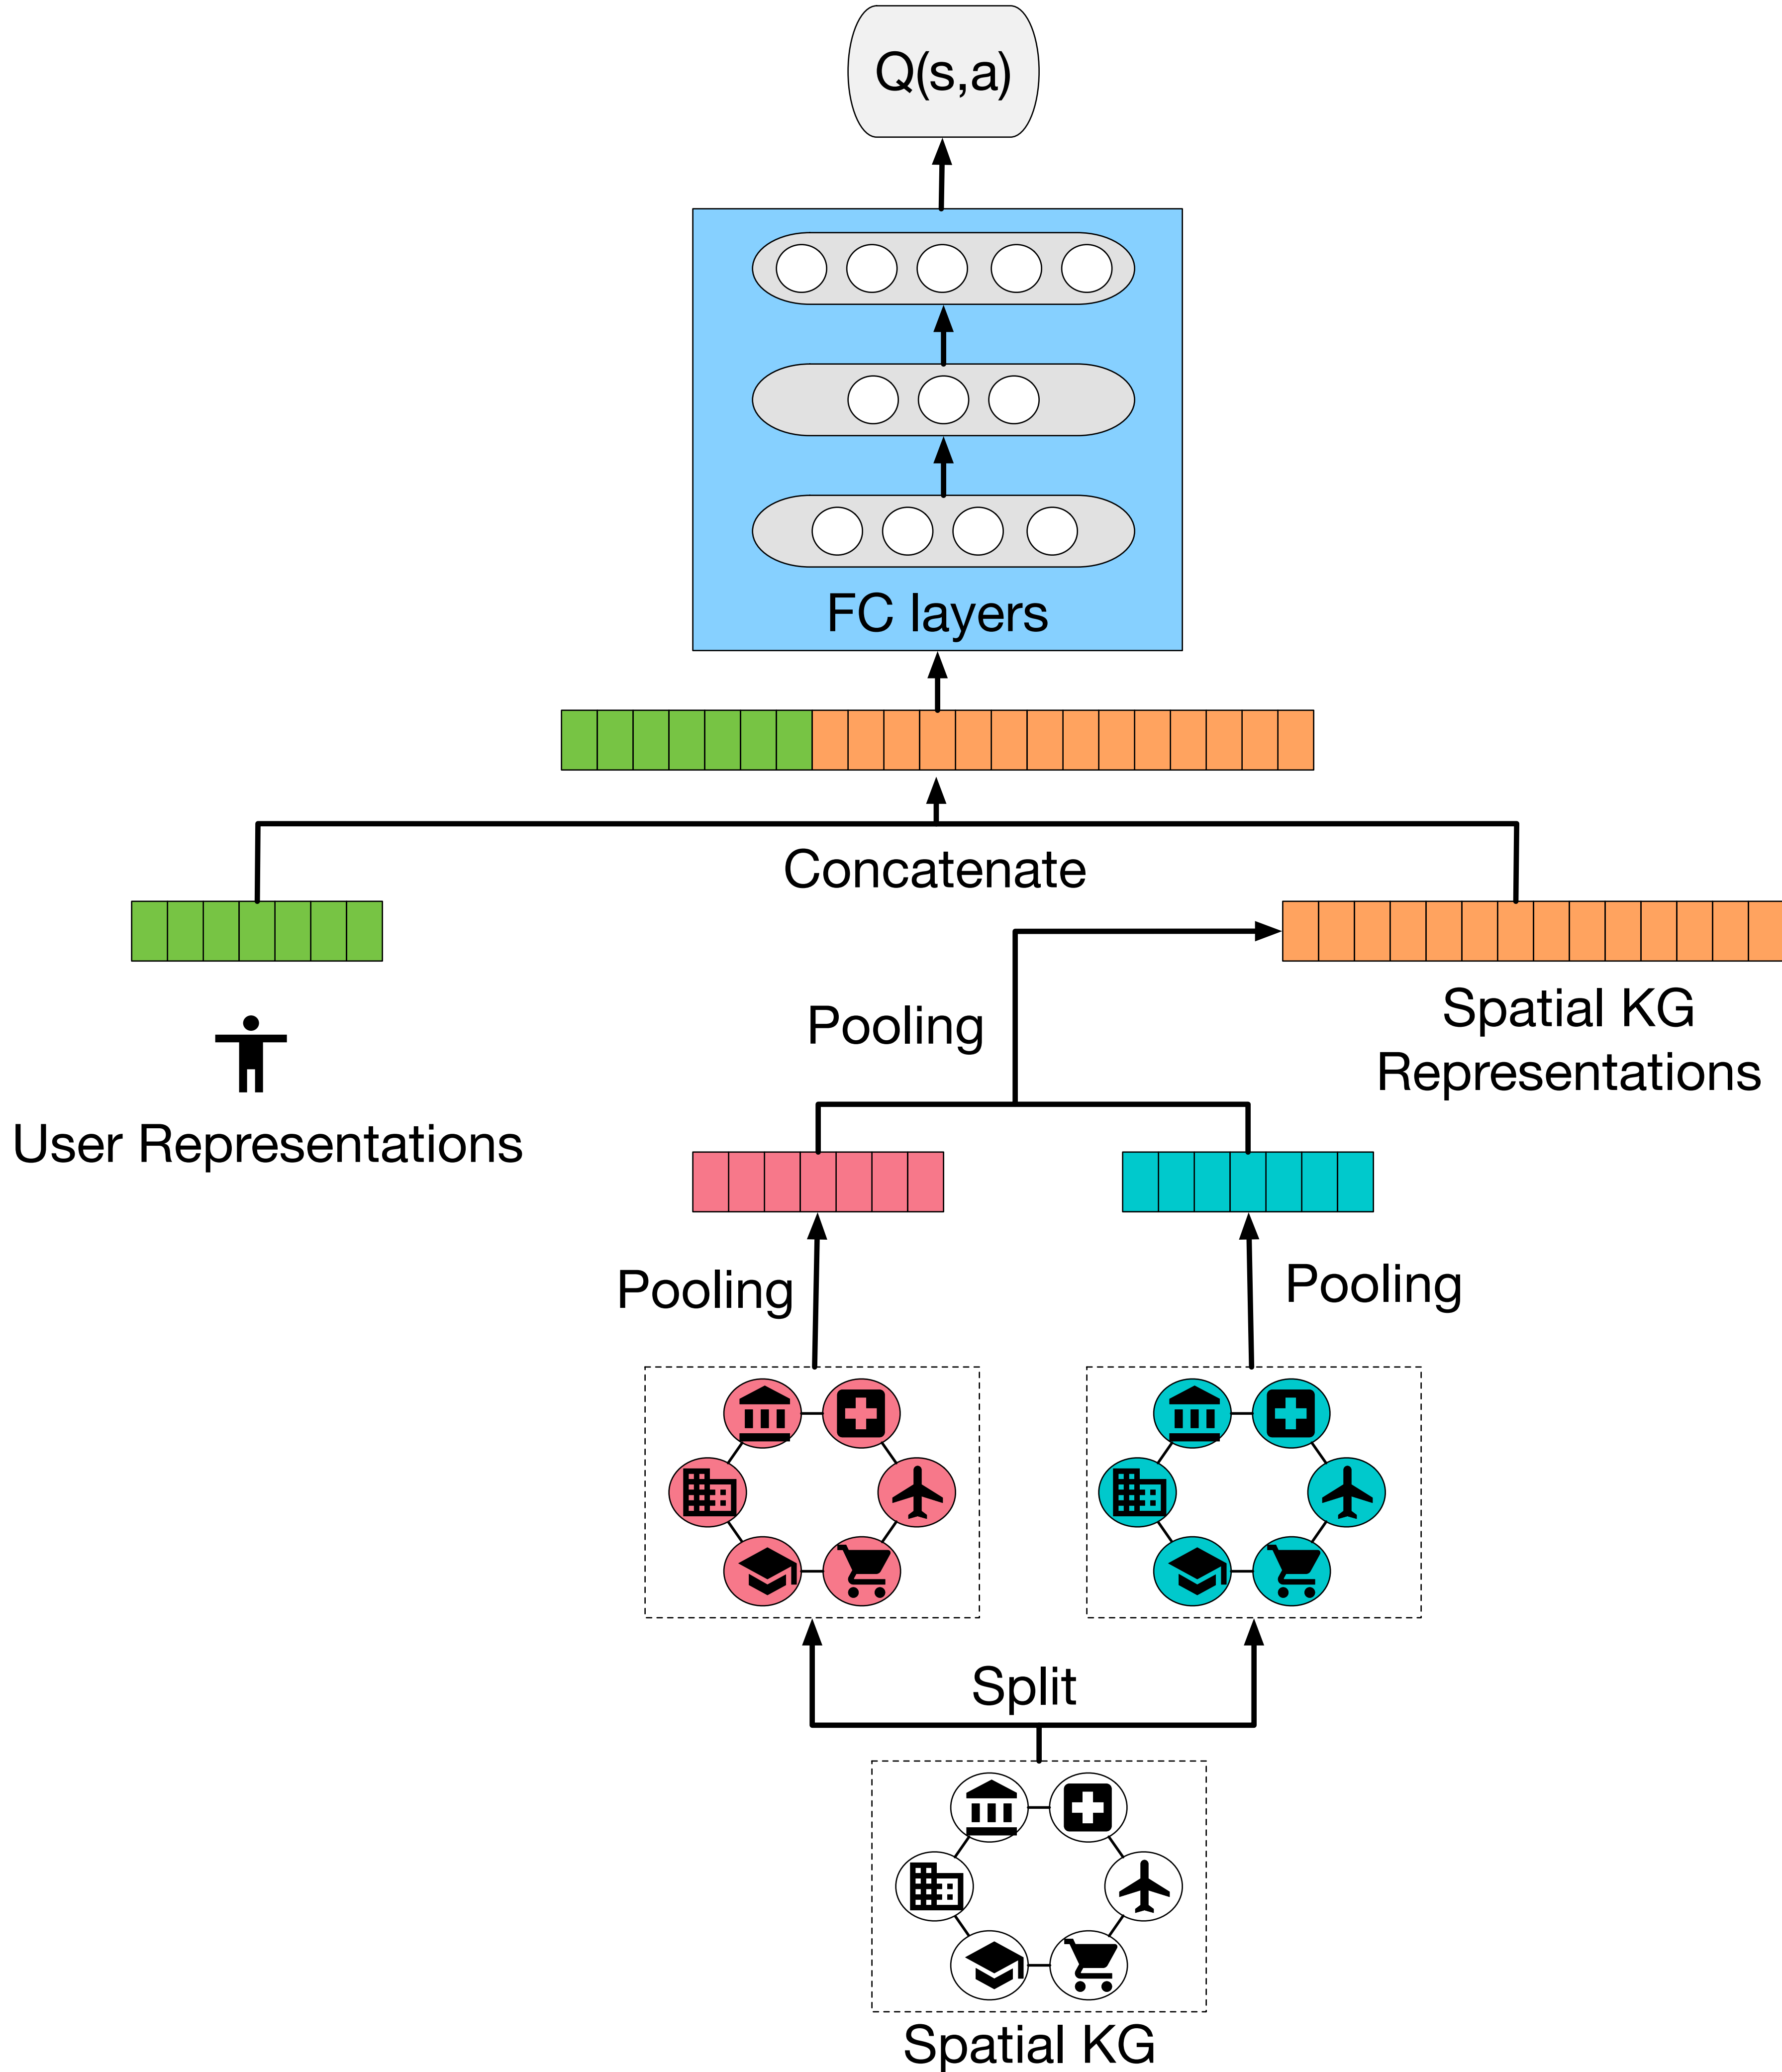 Q(s,a)
FC layers
Concatenate
Pooling
Spatial KG
Representations
User Representations
Pooling
Pooling
Split
Spatial KG